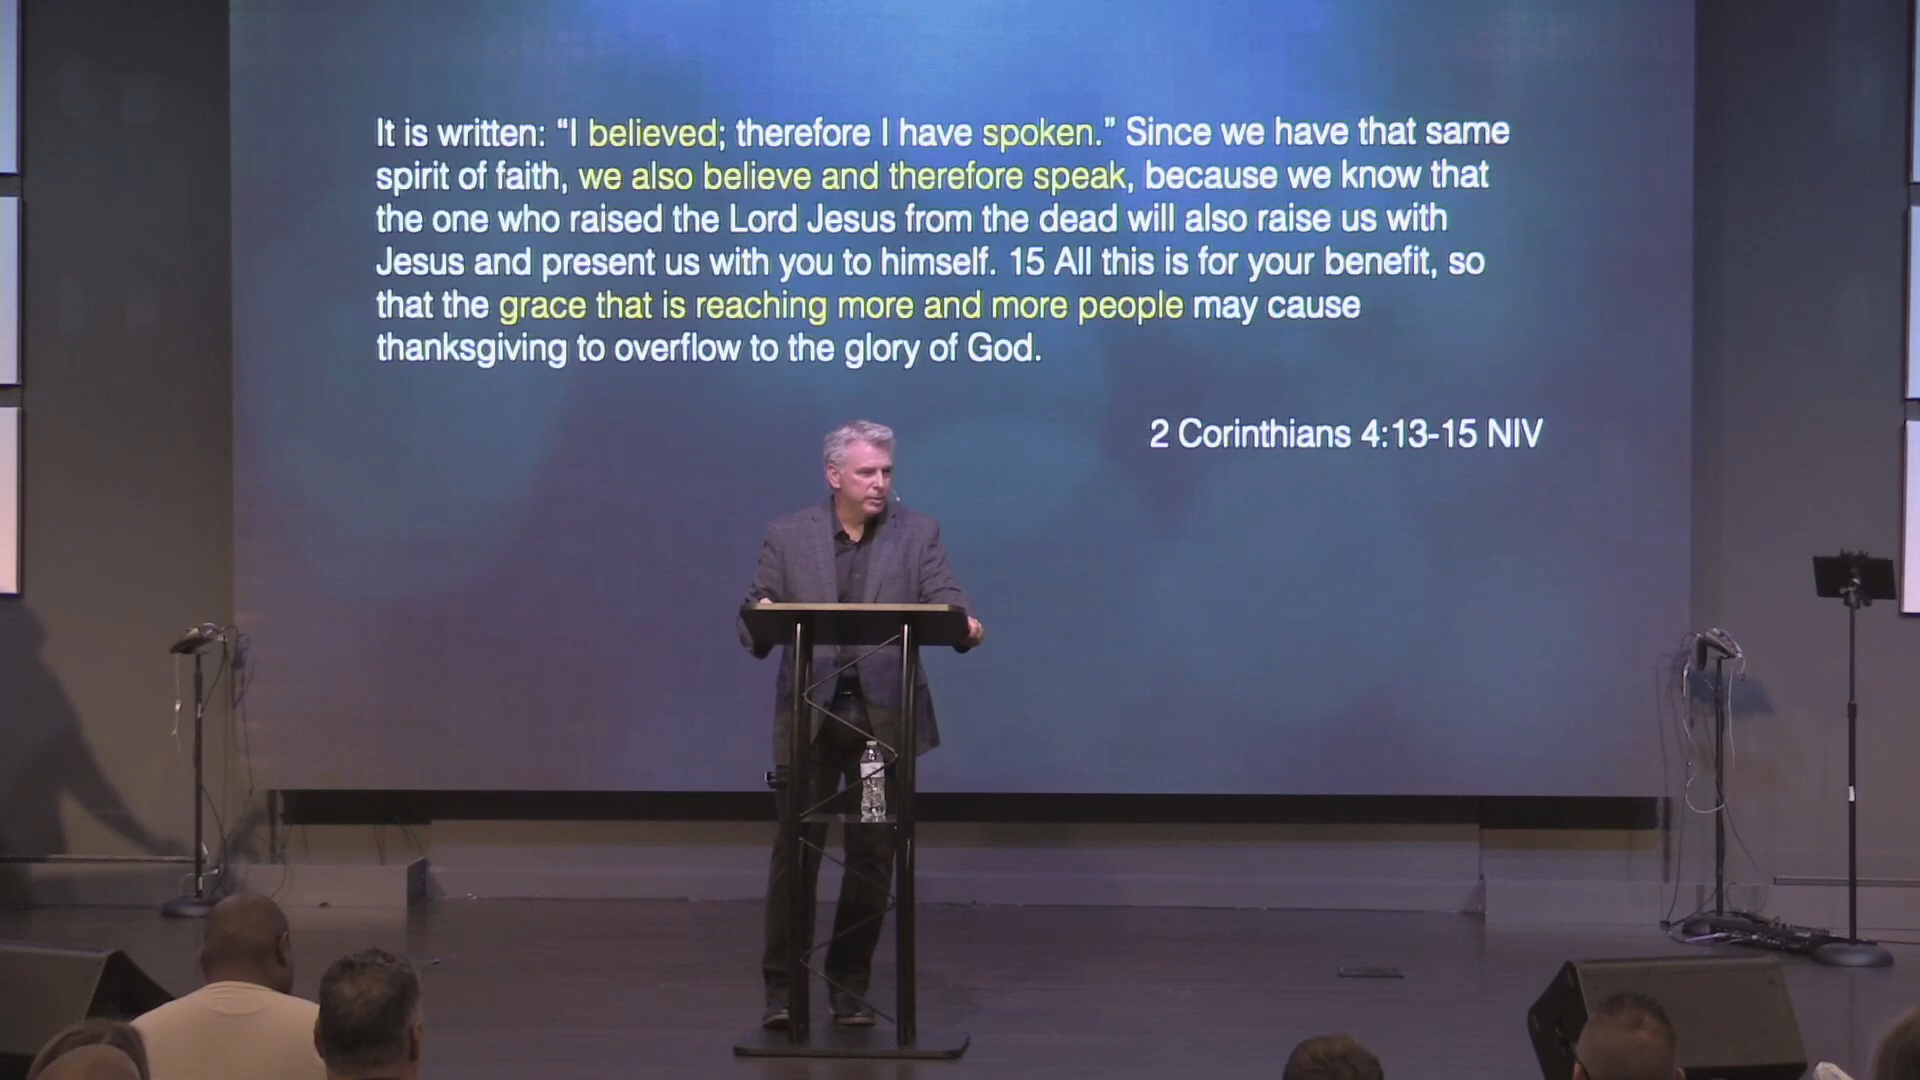 It is written: “I believed; therefore I have spoken.” Since we have that same
spirit of faith, we also believe and therefore speak, because we know that
the one who raised the Lord Jesus from the dead will also raise us with
Jesus and present us with you to himself. 15 All this is for your benefit, so
that the grace that is reaching more and more people may cause
thanksgiving to overflow to the glory of God.
2 Corinthians 4:13-15 NIV